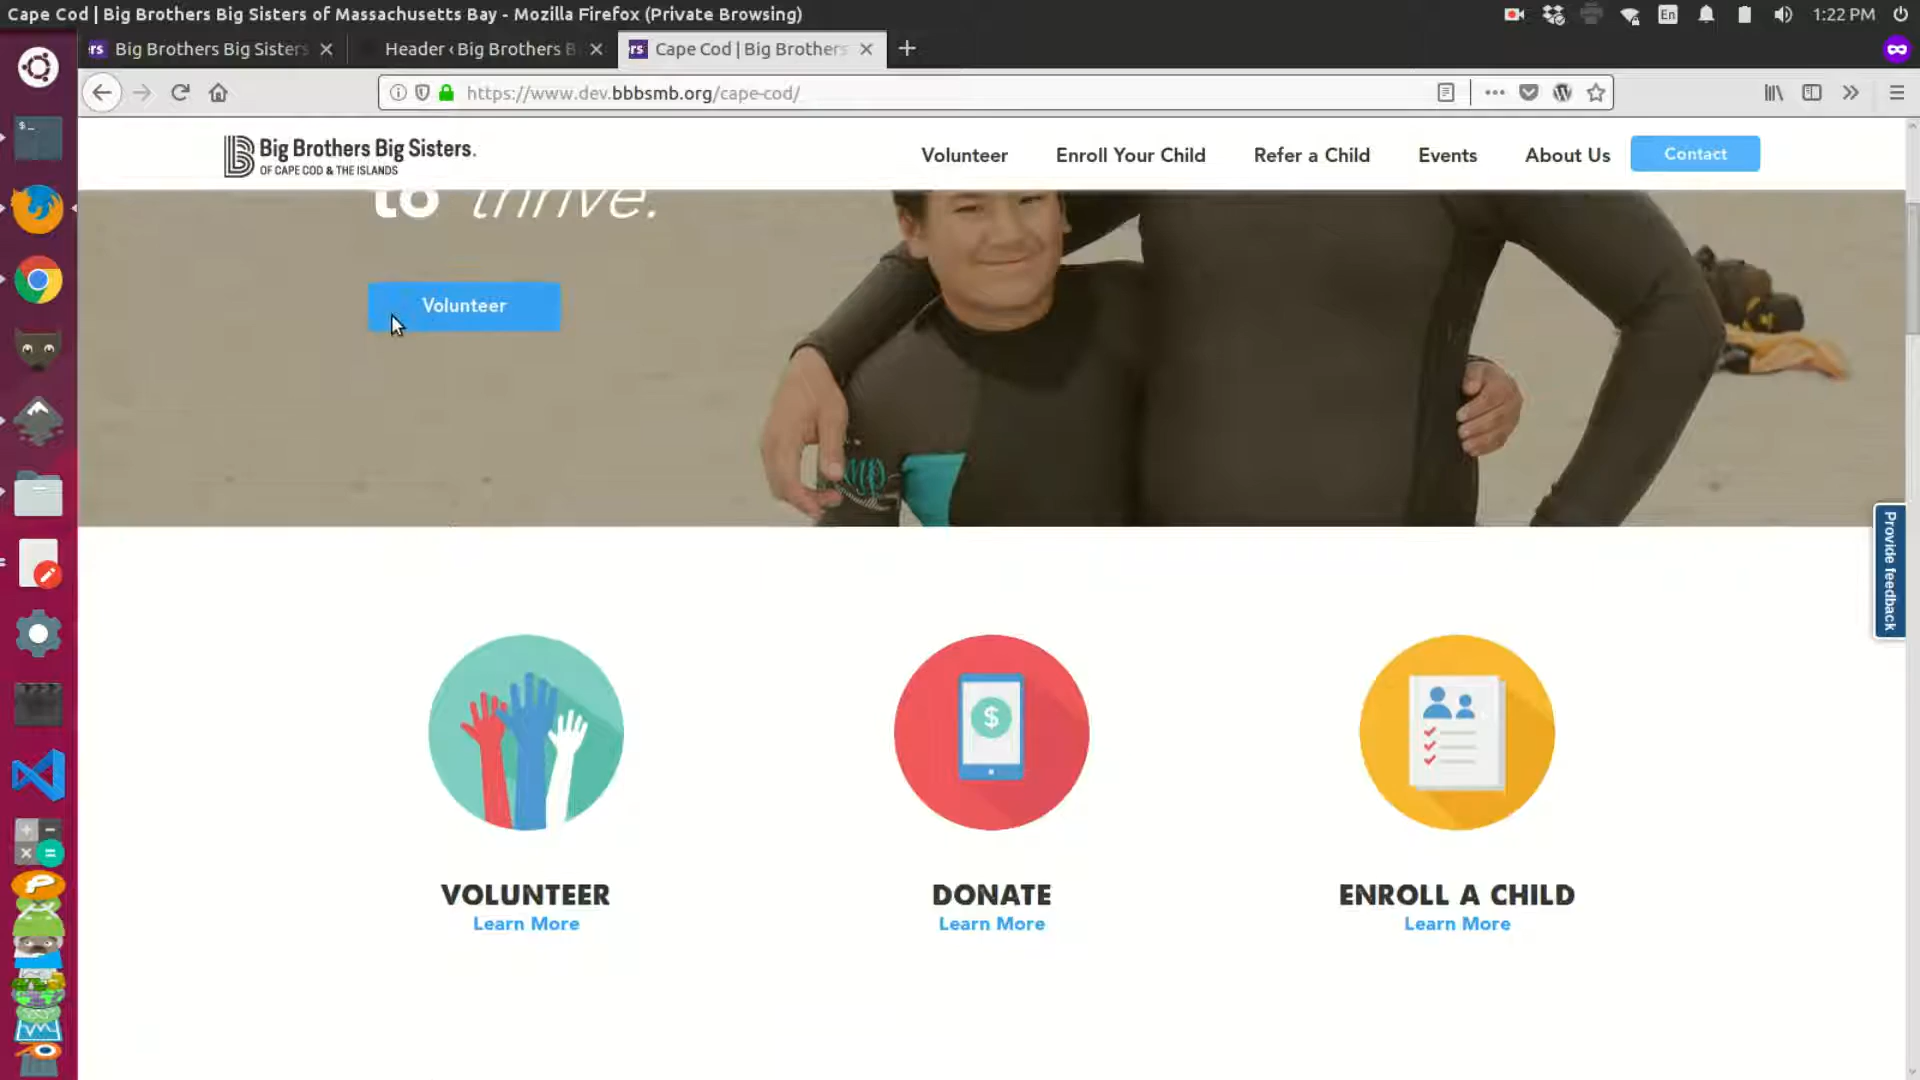 Cape Cod | Big Brothers Big Sisters of Massachusetts Bay - Mozilla Firefox (Private Browsing)
En
1:22 PM
rs Big Brothers Big Sisters
Header ‹ Big Brothers B
rs Cape Cod | Big Brothers
https://www.dev.bbbsmb.org/cape-cod/
Big Brothers Big Sisters.
OF CAPE COD & THE ISLANDS
Volunteer
Enroll Your Child
Refer a Child
Events
About Us
Contact
to thrive.
Volunteer
Provide feedback
$
VOLUNTEER
Learn More
DONATE
Learn More
ENROLL A CHILD
Learn More